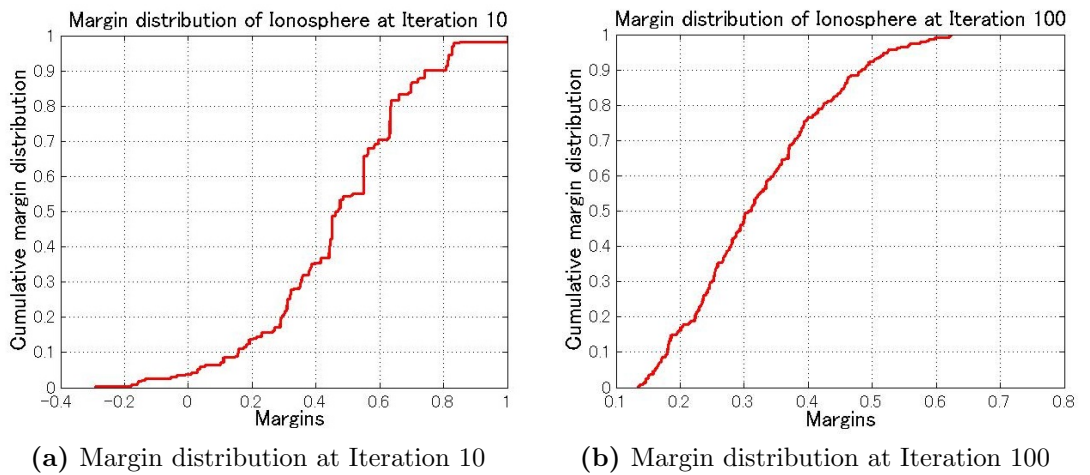 Margin distribution of Ionosphere at Iteration 10
1
0.9
0.8
0.7
0.6
0.5
0.4
0.3
0.2
0.1
0
Cumulative margin distribution
-0.4 -0.2 0 0.2 0.4 0.6 0.8 1
Margins
(a) Margin distribution at Iteration 10
Margin distribution of Ionosphere at Iteration 100
1
0.9
0.8
0.7
0.6
0.5
0.4
0.3
0.2
0.1
0
Cumulative margin distribution
0.1 0.2 0.3 0.4 0.5 0.6 0.7 0.8
Margins
(b) Margin distribution at Iteration 100